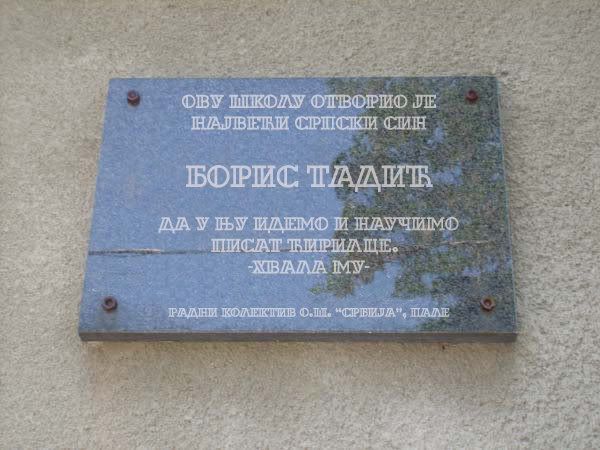 ОВУ ШКОЛУ ОТВОРИО ЈЕ
НАЈВЕЋИ СРПСКИ СИН
БОРИС ТАДИЋ
ДА У ЊУ ИДЕМО И НАУЧИМО
ПИСАТ ЋИРИЛЦЕ.
-ХВАЛА МУ-
РАДНИ КОЛЕКТИВ О.Ш. "СРБИЈА", ПАЛЕ